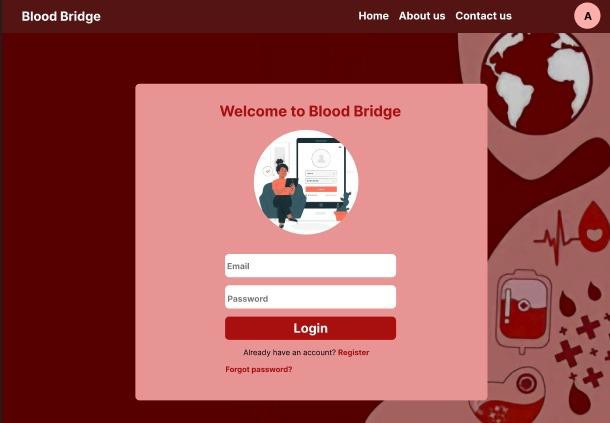 Blood Bridge
Home About us Contact us
A
Welcome to Blood Bridge
Email
Password
Login
Already have an account? Register
Forgot password?